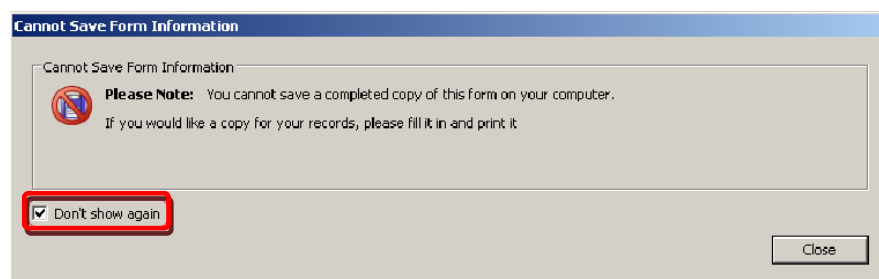 Cannot Save Form Information
Cannot Save Form Information
Please Note: You cannot save a completed copy of this form on your computer.
If you would like a copy for your records, please fill it in and print it
Don't show again
Close